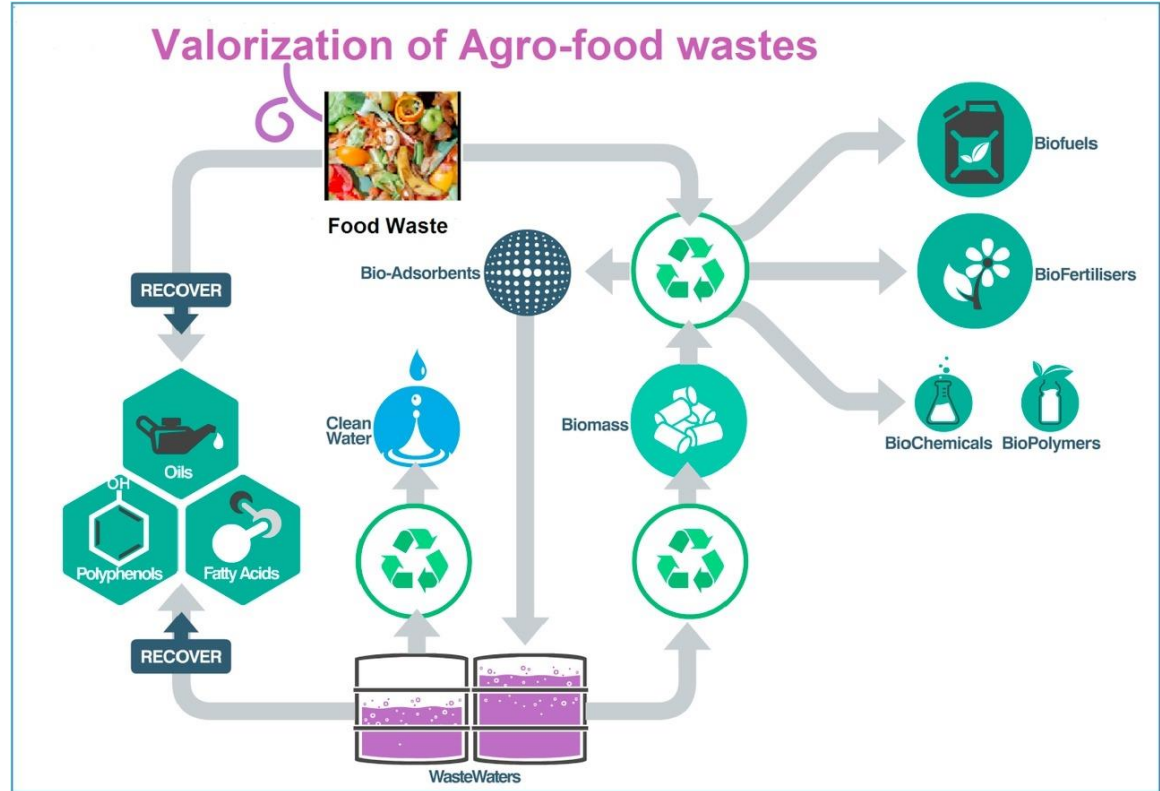 Valorization of Agro-food wastes
Food Waste
Biofuels
Bio-Adsorbents
BioFertilisers
RECOVER
Clean
Water
Biomass
BioChemicals
BioPolymers
Oils
OH
Polyphenols
Fatty Acids
RECOVER
WasteWaters